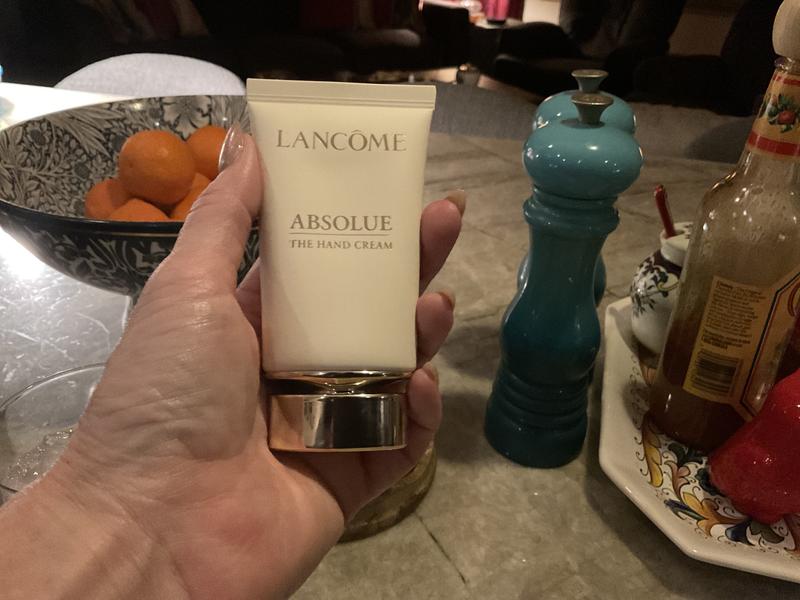 LANCÔME
ABSOLUE
THE HAND CREAM